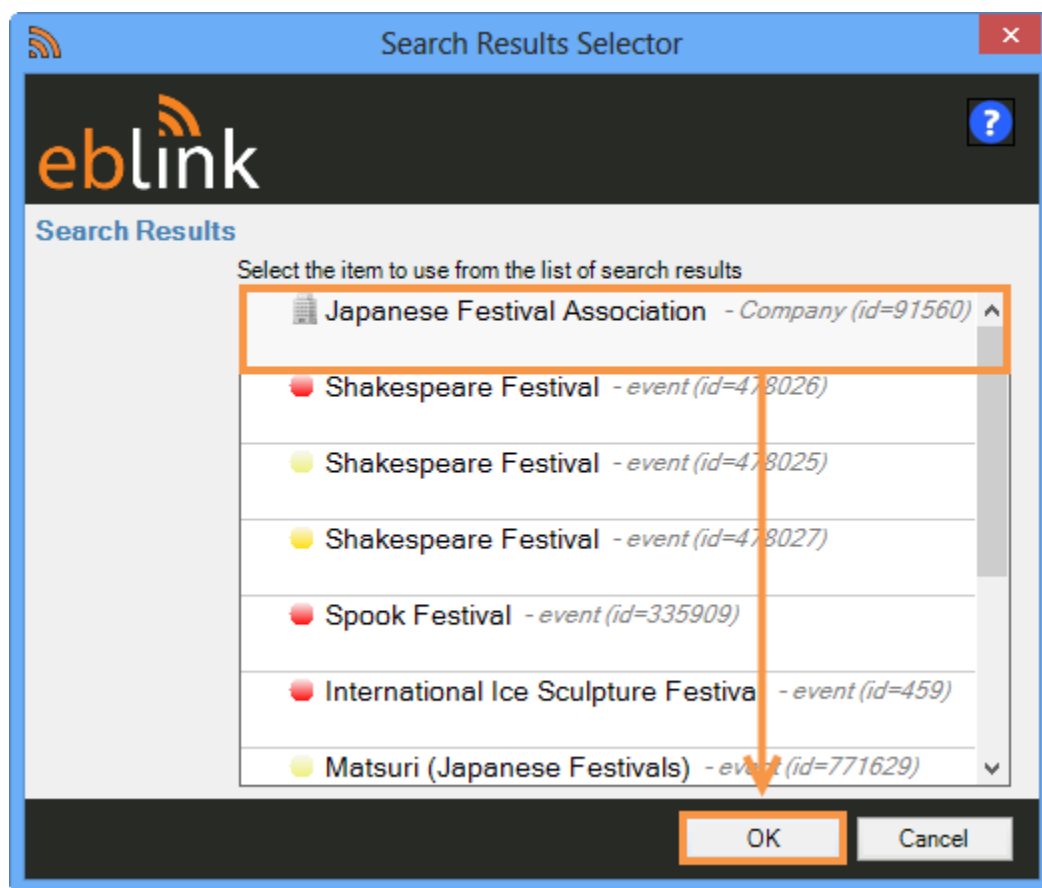 Search Results Selector
eblink
?
Search Results
Select the item to use from the list of search results
Japanese Festival Association - Company (id=91560)
Shakespeare Festival - event (id=478026)
Shakespeare Festival - event (id=478025)
Shakespeare Festival - event (id=478027)
Spook Festival - event (id=335909)
International Ice Sculpture Festival - event (id=459)
Matsuri (Japanese Festivals) - event (id=771629)
OK Cancel